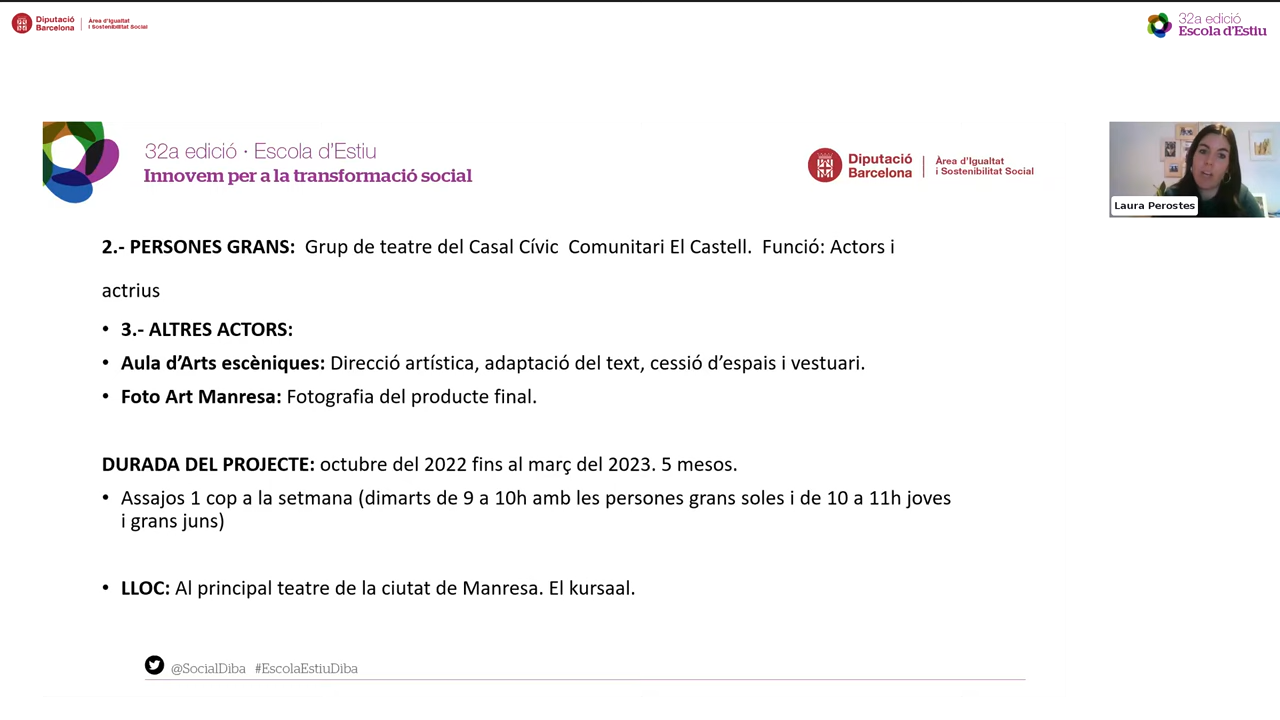 Diputació
Barcelona
Àrea d'Igualtat
i Sostenibilitat Social
32a edició
Escola d'Estiu
32a edició · Escola d'Estiu
Innovem per a la transformació social
Diputació
Barcelona
Àrea d'Igualtat
i Sostenibilitat Social
Laura Perostes
2.- PERSONES GRANS: Grup de teatre del Casal Cívic Comunitari El Castell. Funció: Actors i
actrius
• 3.- ALTRES ACTORS:
• Aula d’Arts escèniques: Direcció artística, adaptació del text, cessió d’espais i vestuari.
• Foto Art Manresa: Fotografia del producte final.
DURADA DEL PROJECTE: octubre del 2022 fins al març del 2023. 5 mesos.
• Assajos 1 cop a la setmana (dimarts de 9 a 10h amb les persones grans soles i de 10 a 11h joves
i grans juns)
• LLOC: Al principal teatre de la ciutat de Manresa. El kursaal.
@SocialDiba #EscolaEstiuDiba